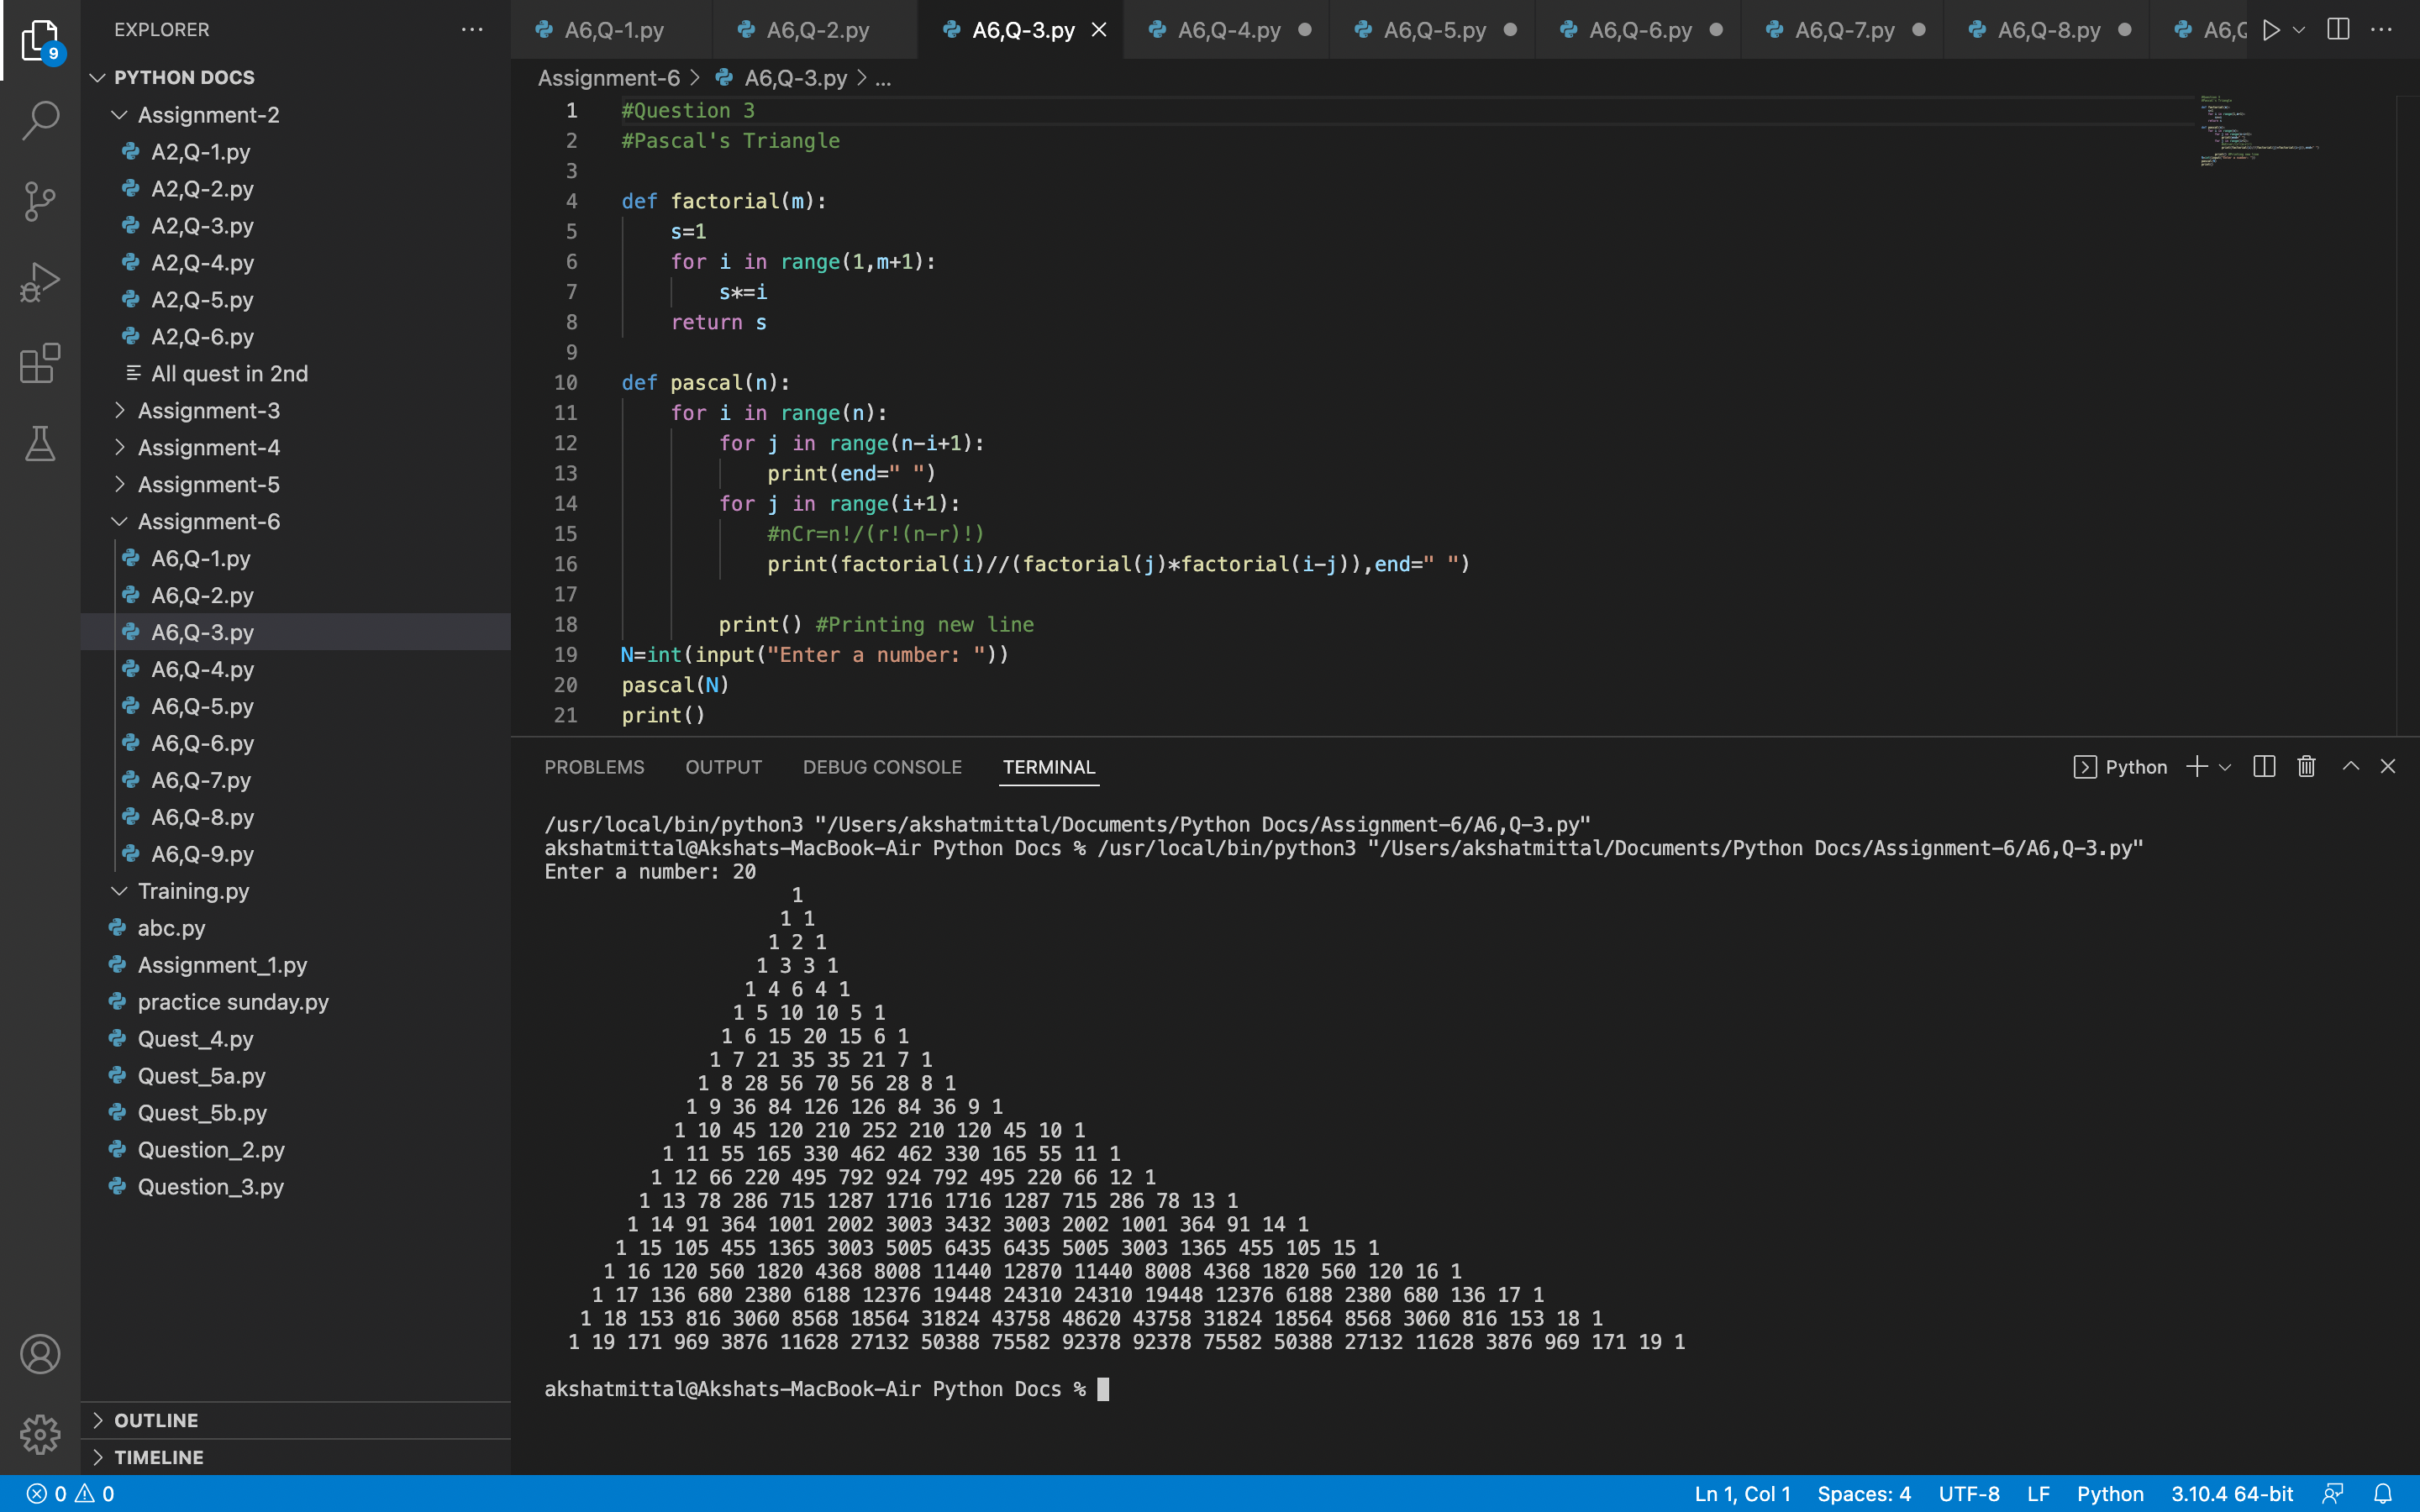 EXPLORER
PYTHON DOCS
Assignment-2
A2,Q-1.py
A2,Q-2.py
A2,Q-3.py
A2,Q-4.py
A2,Q-5.py
A2,Q-6.py
All quest in 2nd
Assignment-3
Assignment-4
Assignment-5
Assignment-6
A6,Q-1.py
A6,Q-2.py
A6,Q-3.py
A6,Q-4.py
A6,Q-5.py
A6,Q-6.py
A6,Q-7.py
A6,Q-8.py
A6,Q-9.py
Training.py
abc.py
Assignment_1.py
practice sunday.py
Quest_4.py
Quest_5a.py
Quest_5b.py
Question_2.py
Question_3.py
OUTLINE
TIMELINE
9
A6,Q-1.py A6,Q-2.py A6,Q-3.py A6,Q-4.py A6,Q-5.py A6,Q-6.py A6,Q-7.py A6,Q-8.py A6,Q
Assignment-6 > A6,Q-3.py > ...
1 #Question 3
2 #Pascal's Triangle
3
4 def factorial(m):
5     s=1
6     for i in range(1,m+1):
7         s*=i
8     return s
9
10 def pascal(n):
11     for i in range(n):
12         for j in range(n-i+1):
13             print(end=" ")
14         for j in range(i+1):
15             #nCr=n!/(r!(n-r)!)
16             print(factorial(i)//(factorial(j)*factorial(i-j)),end=" ")
17
18         print() #Printing new line
19 N=int(input("Enter a number: "))
20 pascal(N)
21 print()
PROBLEMS OUTPUT DEBUG CONSOLE TERMINAL Python
/usr/local/bin/python3 "/Users/akshatmittal/Documents/Python Docs/Assignment-6/A6,Q-3.py"
akshatmittal@Akshats-MacBook-Air Python Docs % /usr/local/bin/python3 "/Users/akshatmittal/Documents/Python Docs/Assignment-6/A6,Q-3.py"
Enter a number: 20
1
1 1
1 2 1
1 3 3 1
1 4 6 4 1
1 5 10 10 5 1
1 6 15 20 15 6 1
1 7 21 35 35 21 7 1
1 8 28 56 70 56 28 8 1
1 9 36 84 126 126 84 36 9 1
1 10 45 120 210 252 210 120 45 10 1
1 11 55 165 330 462 462 330 165 55 11 1
1 12 66 220 495 792 924 792 495 220 66 12 1
1 13 78 286 715 1287 1716 1716 1287 715 286 78 13 1
1 14 91 364 1001 2002 3003 3432 3003 2002 1001 364 91 14 1
1 15 105 455 1365 3003 5005 6435 6435 5005 3003 1365 455 105 15 1
1 16 120 560 1820 4368 8008 11440 12870 11440 8008 4368 1820 560 120 16 1
1 17 136 680 2380 6188 12376 19448 24310 24310 19448 12376 6188 2380 680 136 17 1
1 18 153 816 3060 8568 18564 31824 43758 48620 43758 31824 18564 8568 3060 816 153 18 1
1 19 171 969 3876 11628 27132 50388 75582 92378 92378 75582 50388 27132 11628 3876 969 171 19 1
akshatmittal@Akshats-MacBook-Air Python Docs %
0 0 Ln 1, Col 1 Spaces: 4 UTF-8 LF Python 3.10.4 64-bit